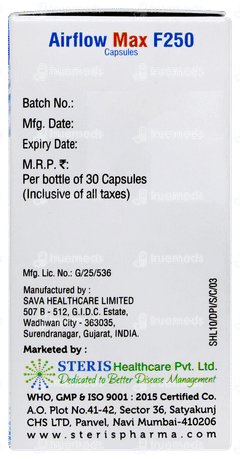 Airflow Max F250
Capsules
Batch No.:
Mfg. Date:
Expiry Date:
M.R.P. ₹:
Per bottle of 30 Capsules
(Inclusive of all taxes)
Mfg. Lic. No.: G/25/536
Manufactured by :
SAVA HEALTHCARE LIMITED
507 B - 512, G.I.D.C. Estate,
Wadhwan City - 363035,
Surendranagar, Gujarat, INDIA.
Marketed by :
STERIS Healthcare Pvt. Ltd.
Dedicated to Better Disease Management
WHO, GMP & ISO 9001 : 2015 Certified Co.
A.O. Plot No.41-42, Sector 36, Satyakunj
CHS LTD, Panvel, Navi Mumbai-410206
www.sterispharma.com
SHL10/DPI/S/C/03
truemeds